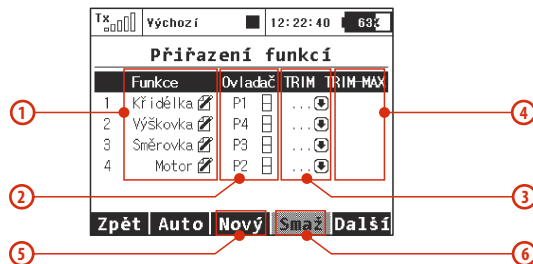 Tx Výchozí 12:22:40 63%
Přiřazení funkcí
Funkce Ovladač TRIM TRIM-MAX
1 Křidélka P1 ...
2 Výškovka P4 ...
3 Směrovka P3 ...
4 Motor P2 ...
Zpět Auto Nový Smaž Další
1
2
3
4
5
6